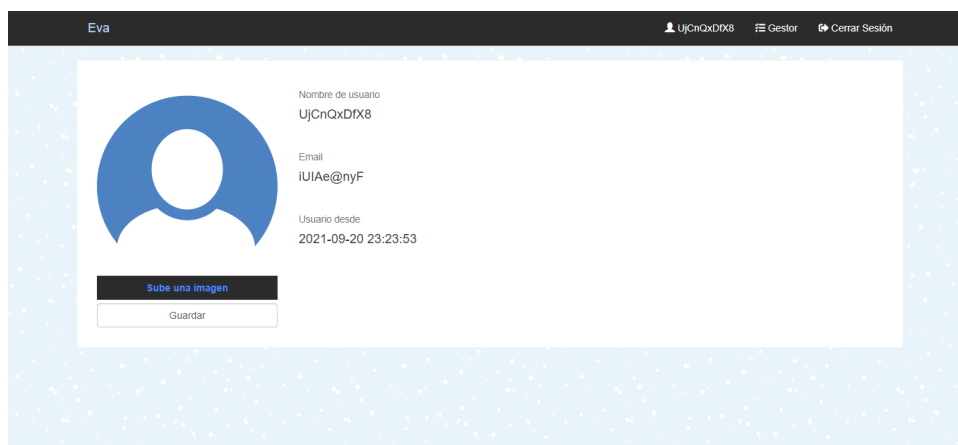 Eva UjCnQxDfX8 Gestor Cerrar Sesión
Nombre de usuario
UjCnQxDfX8
Email
iUIAe@nyF
Usuario desde
2021-09-20 23:23:53
Sube una imagen
Guardar